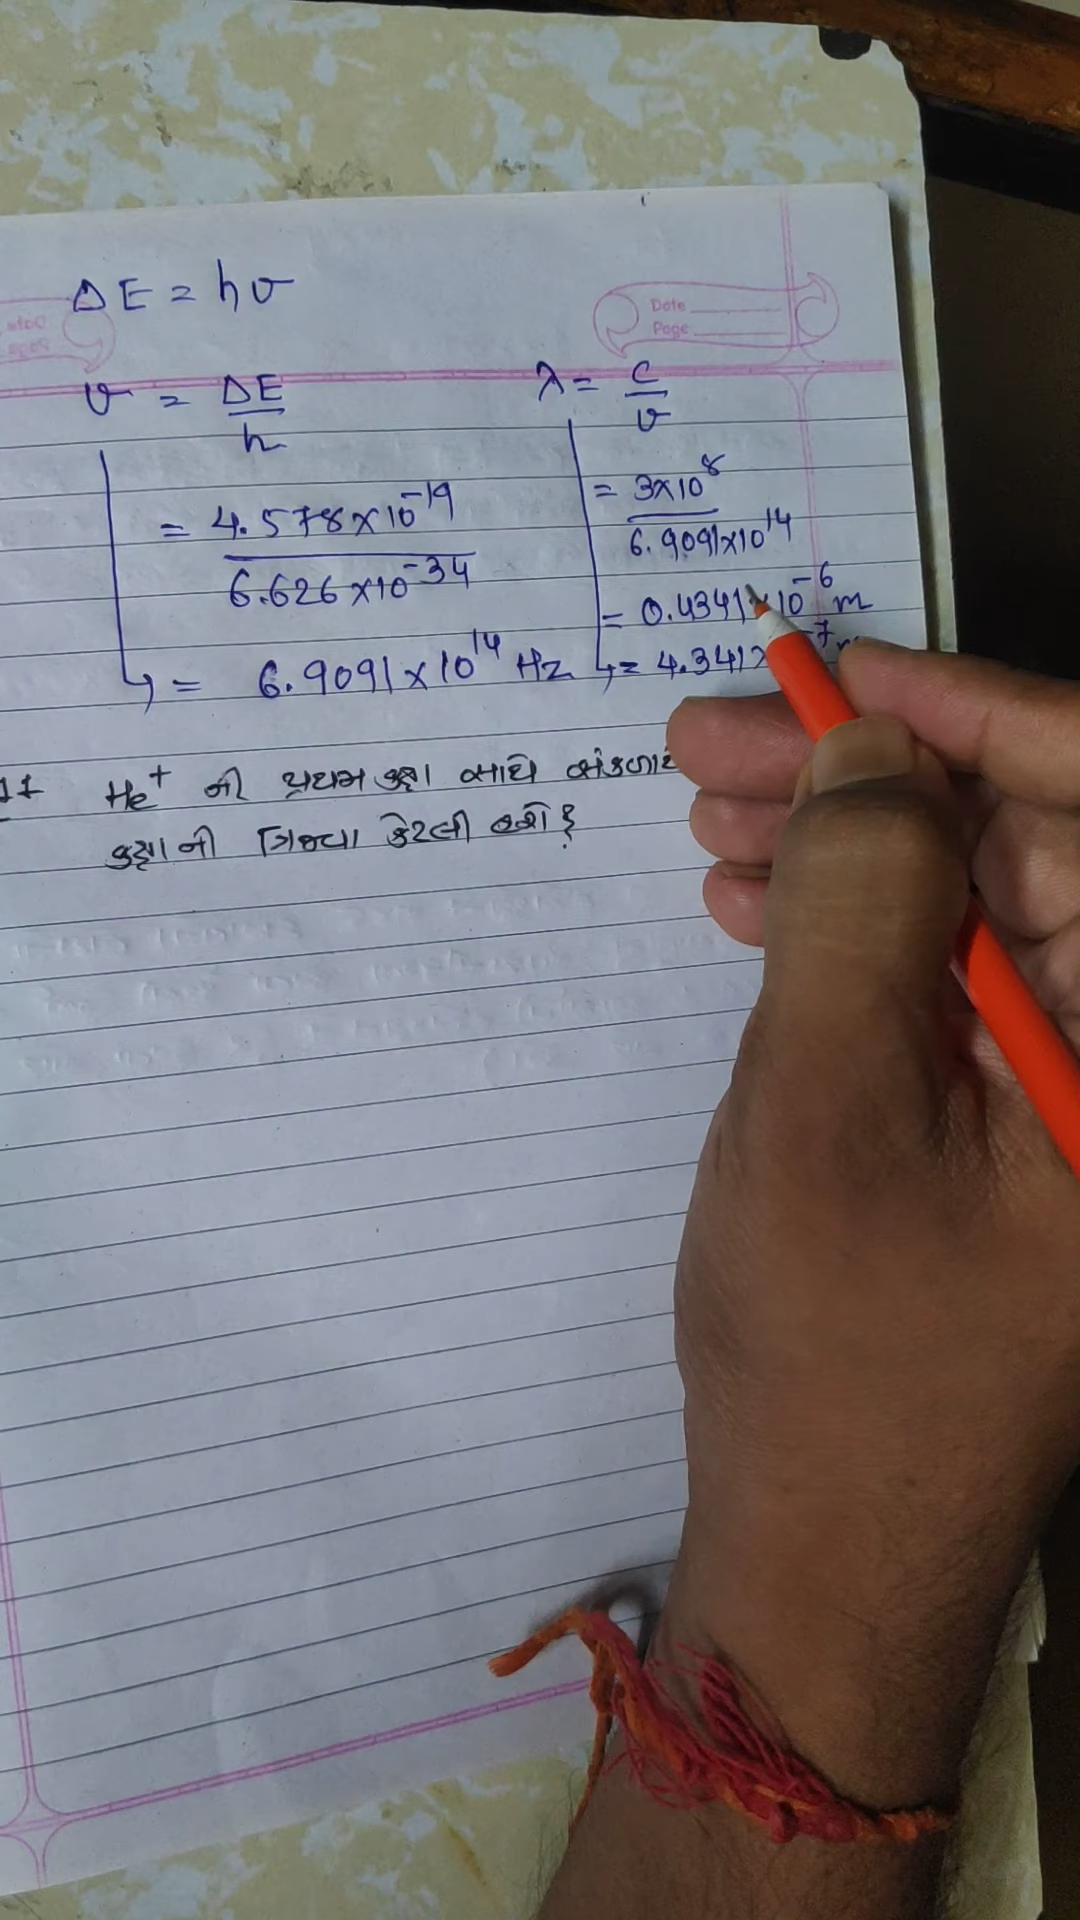 ΔE = hυ
Date
Page
υ = ΔE / h
λ = c / υ
= 4.578×10⁻¹⁹ / 6.626×10⁻³⁴
= 3×10⁸ / 6.9091×10¹⁴
= 0.4341×10⁻⁶ m
= 6.9091×10¹⁴ Hz
= 4.341× ⁻⁷
He⁺ ની પ્રથમ કક્ષા સાથે
કક્ષાની ત્રિજ્યા કેટલી હશે?